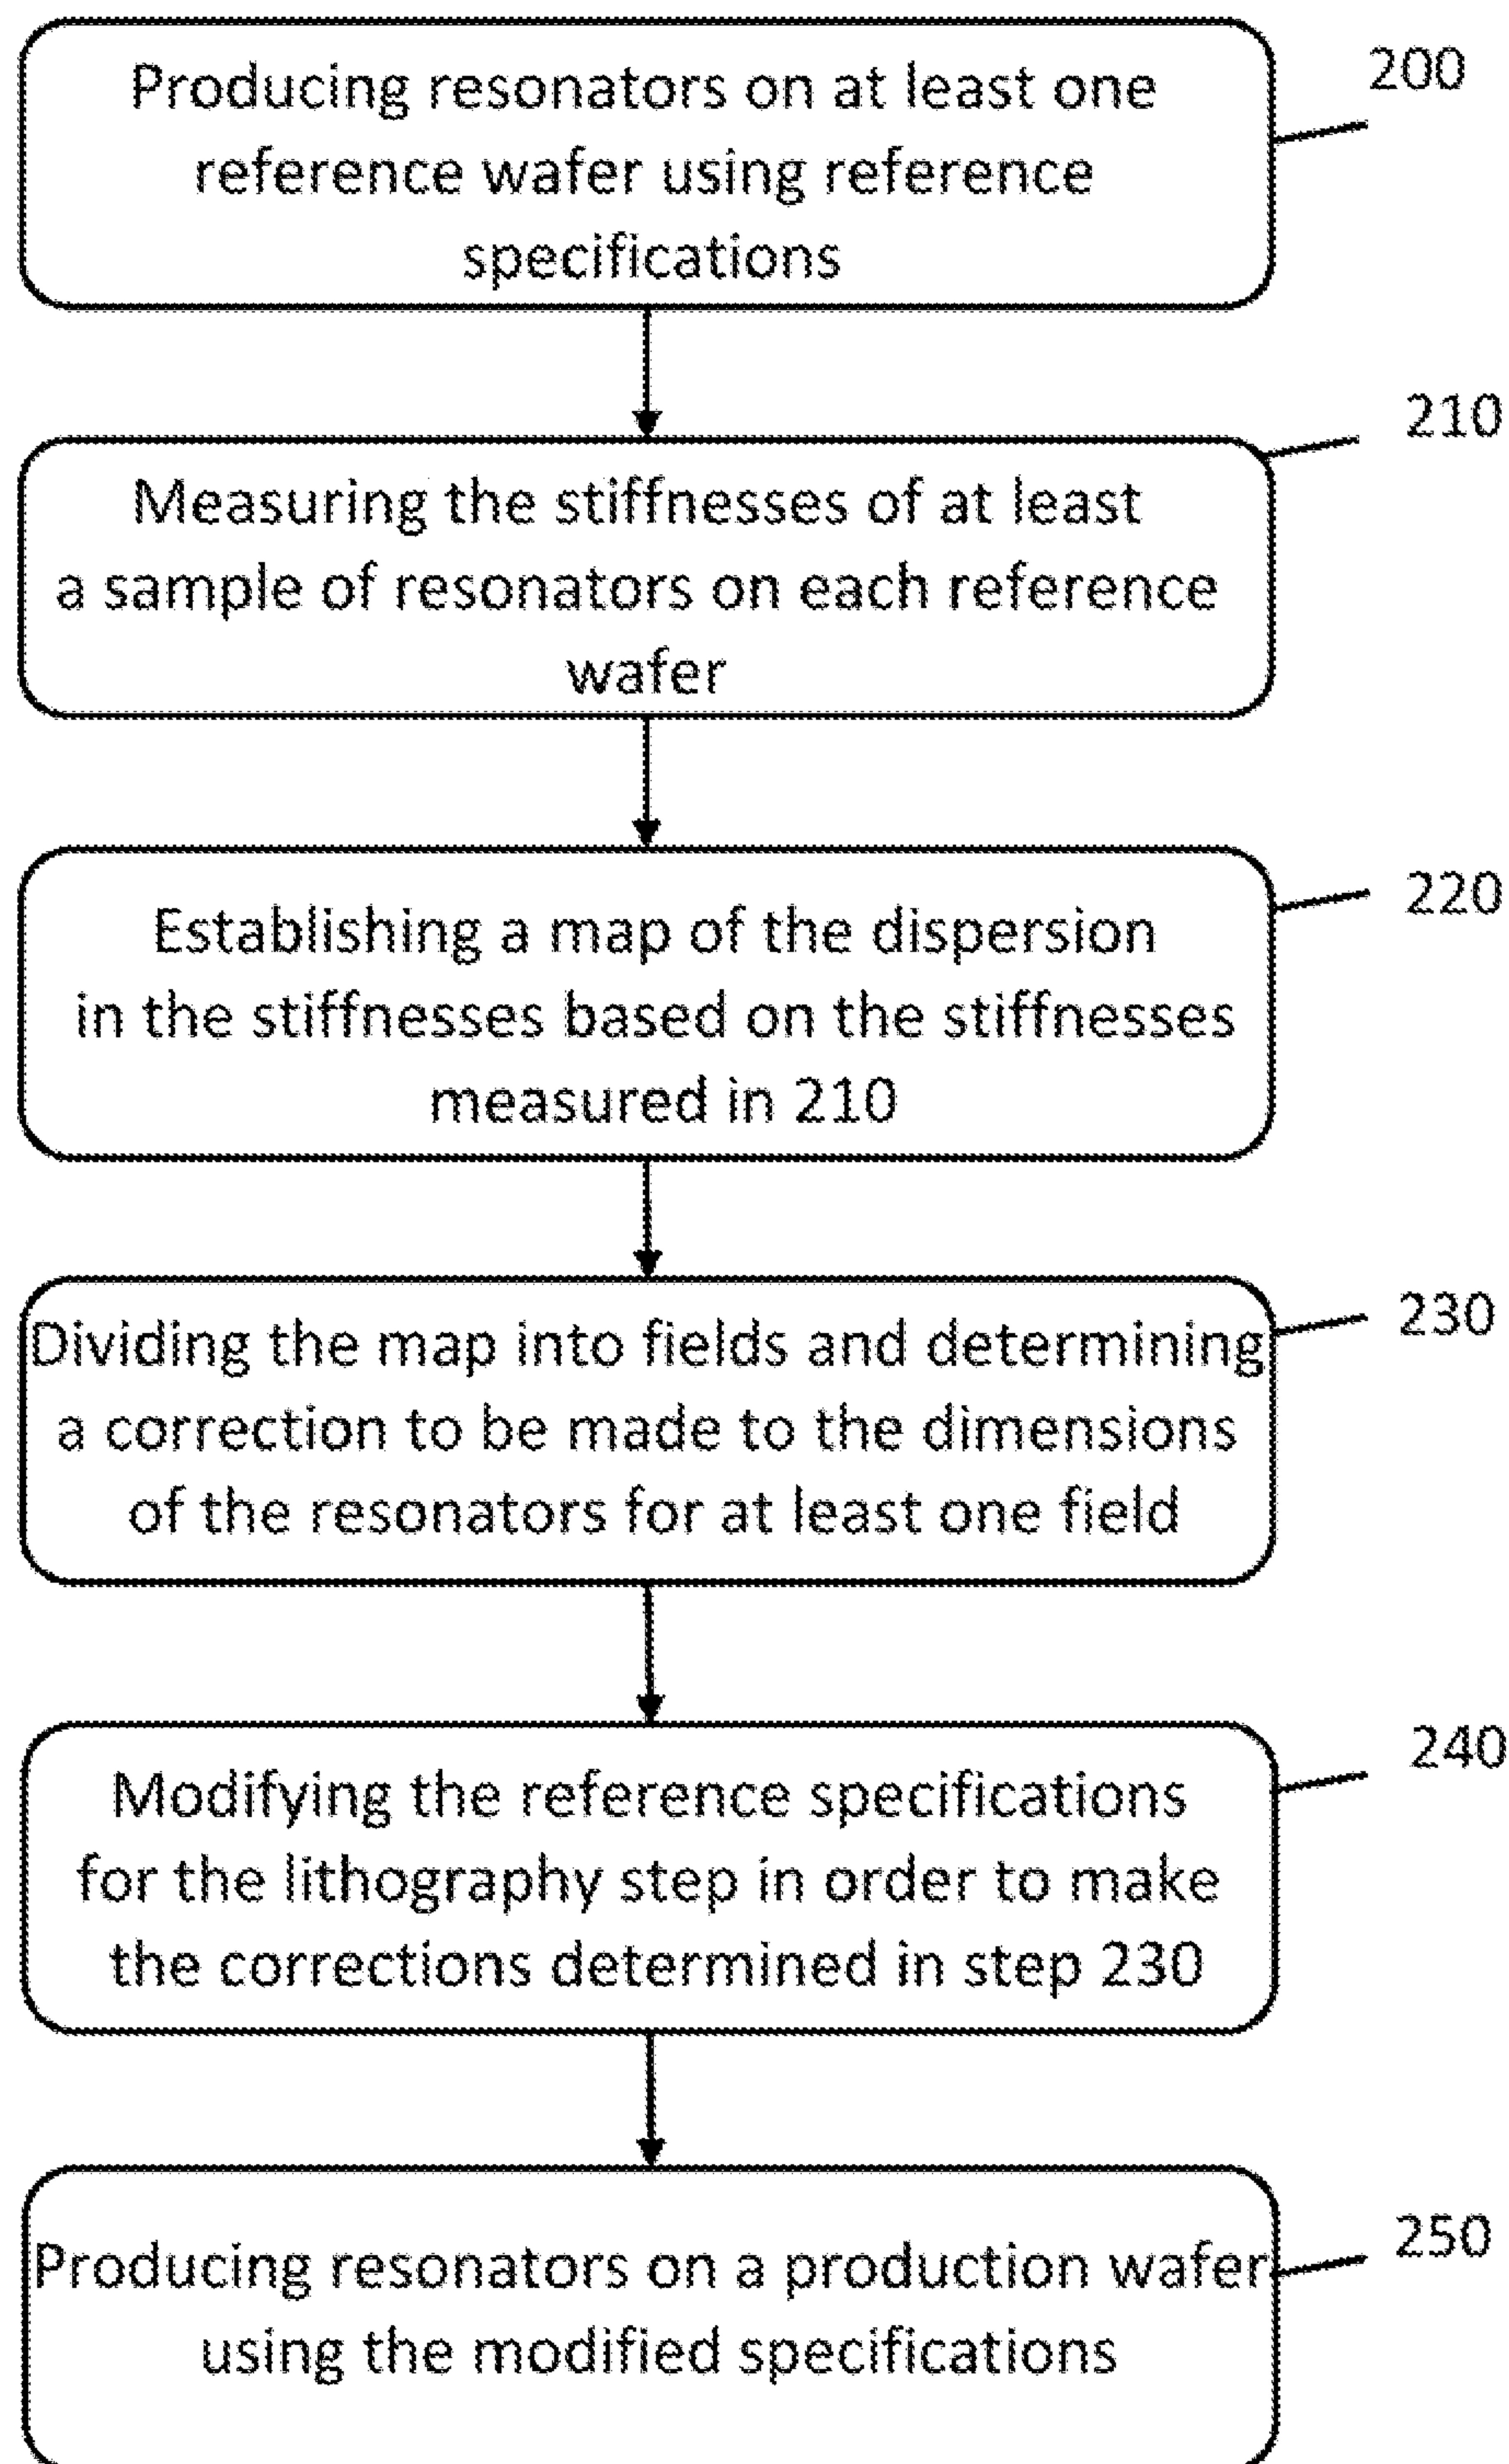 Producing resonators on at least one
reference wafer using reference
specifications
200
Measuring the stiffnesses of at least
a sample of resonators on each reference
wafer
210
Establishing a map of the dispersion
in the stiffnesses based on the stiffnesses
measured in 210
220
Dividing the map into fields and determining
a correction to be made to the dimensions
of the resonators for at least one field
230
Modifying the reference specifications
for the lithography step in order to make
the corrections determined in step 230
240
Producing resonators on a production wafer
using the modified specifications
250